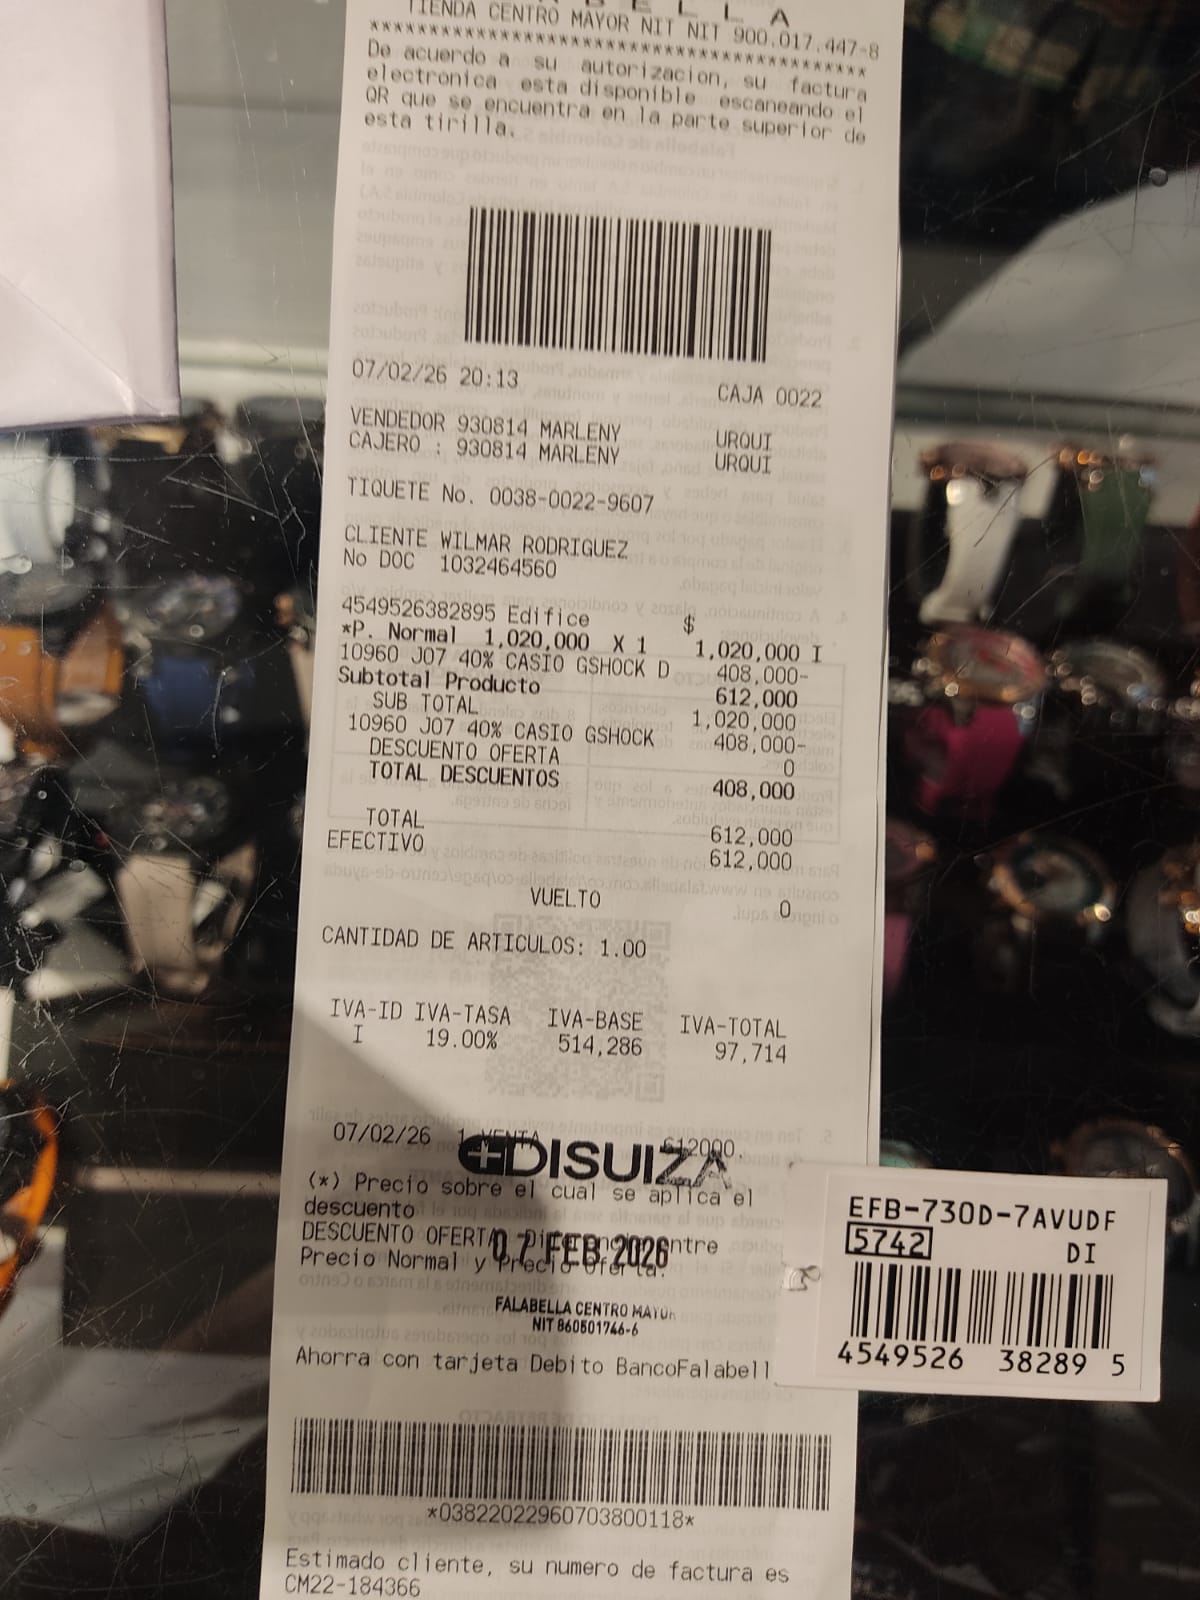 TIENDA CENTRO MAYOR NIT NIT 900.017.447-8
******************************************
De acuerdo a su autorizacion, su factura
electronica esta disponible escaneando el
QR que se encuentra en la parte superior de
esta tirilla.
07/02/26 20:13 CAJA 0022
VENDEDOR 930814 MARLENY URQUI
CAJERO : 930814 MARLENY URQUI
TIQUETE No. 0038-0022-9607
CLIENTE WILMAR RODRIGUEZ
No DOC 1032464560
4549526382895 Edifice $
*P. Normal 1,020,000 X 1 1,020,000 I
10960 J07 40% CASIO GSHOCK D 408,000-
Subtotal Producto 612,000
SUB TOTAL 1,020,000
10960 J07 40% CASIO GSHOCK 408,000-
DESCUENTO OFERTA 0
TOTAL DESCUENTOS 408,000
TOTAL 612,000
EFECTIVO 612,000
VUELTO 0
CANTIDAD DE ARTICULOS: 1.00
IVA-ID IVA-TASA IVA-BASE IVA-TOTAL
I 19.00% 514,286 97,714
07/02/26 1 VENTA 612000.
DISUIZA
(*) Precio sobre el cual se aplica el
descuento
DESCUENTO OFERTA Diferencia entre
07 FEB 2026
Precio Normal y Precio Oferta.
FALABELLA CENTRO MAYOR
NIT 860501746-6
Ahorra con tarjeta Debito BancoFalabell
*03822022960703800118*
Estimado cliente, su numero de factura es
CM22-184366
EFB-730D-7AVUDF
5742 DI
4549526 38289 5